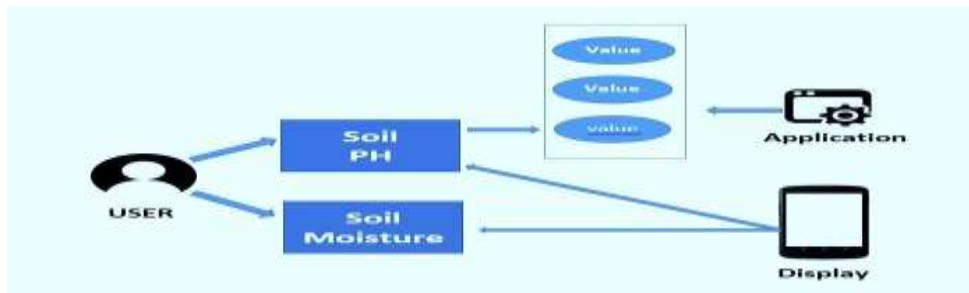 Value
Value
value
Soil
PH
Application
USER
Soil
Moisture
Display